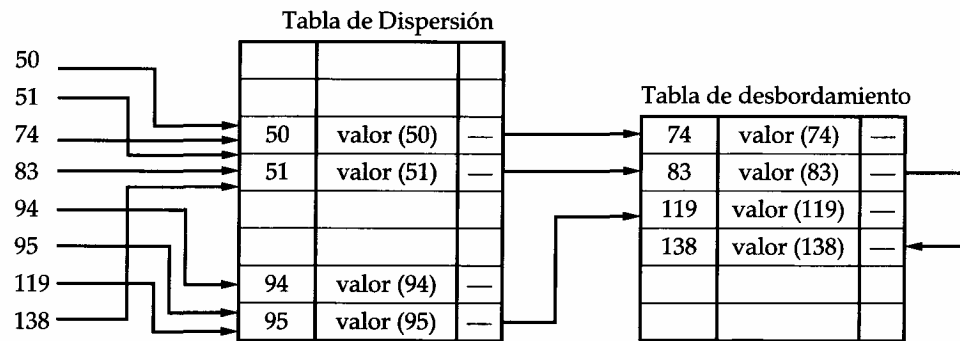 Tabla de Dispersión
50
51
74
83
94
95
119
138
50 valor (50) —
51 valor (51) —
94 valor (94) —
95 valor (95) —
Tabla de desbordamiento
74 valor (74) —
83 valor (83) —
119 valor (119) —
138 valor (138) —